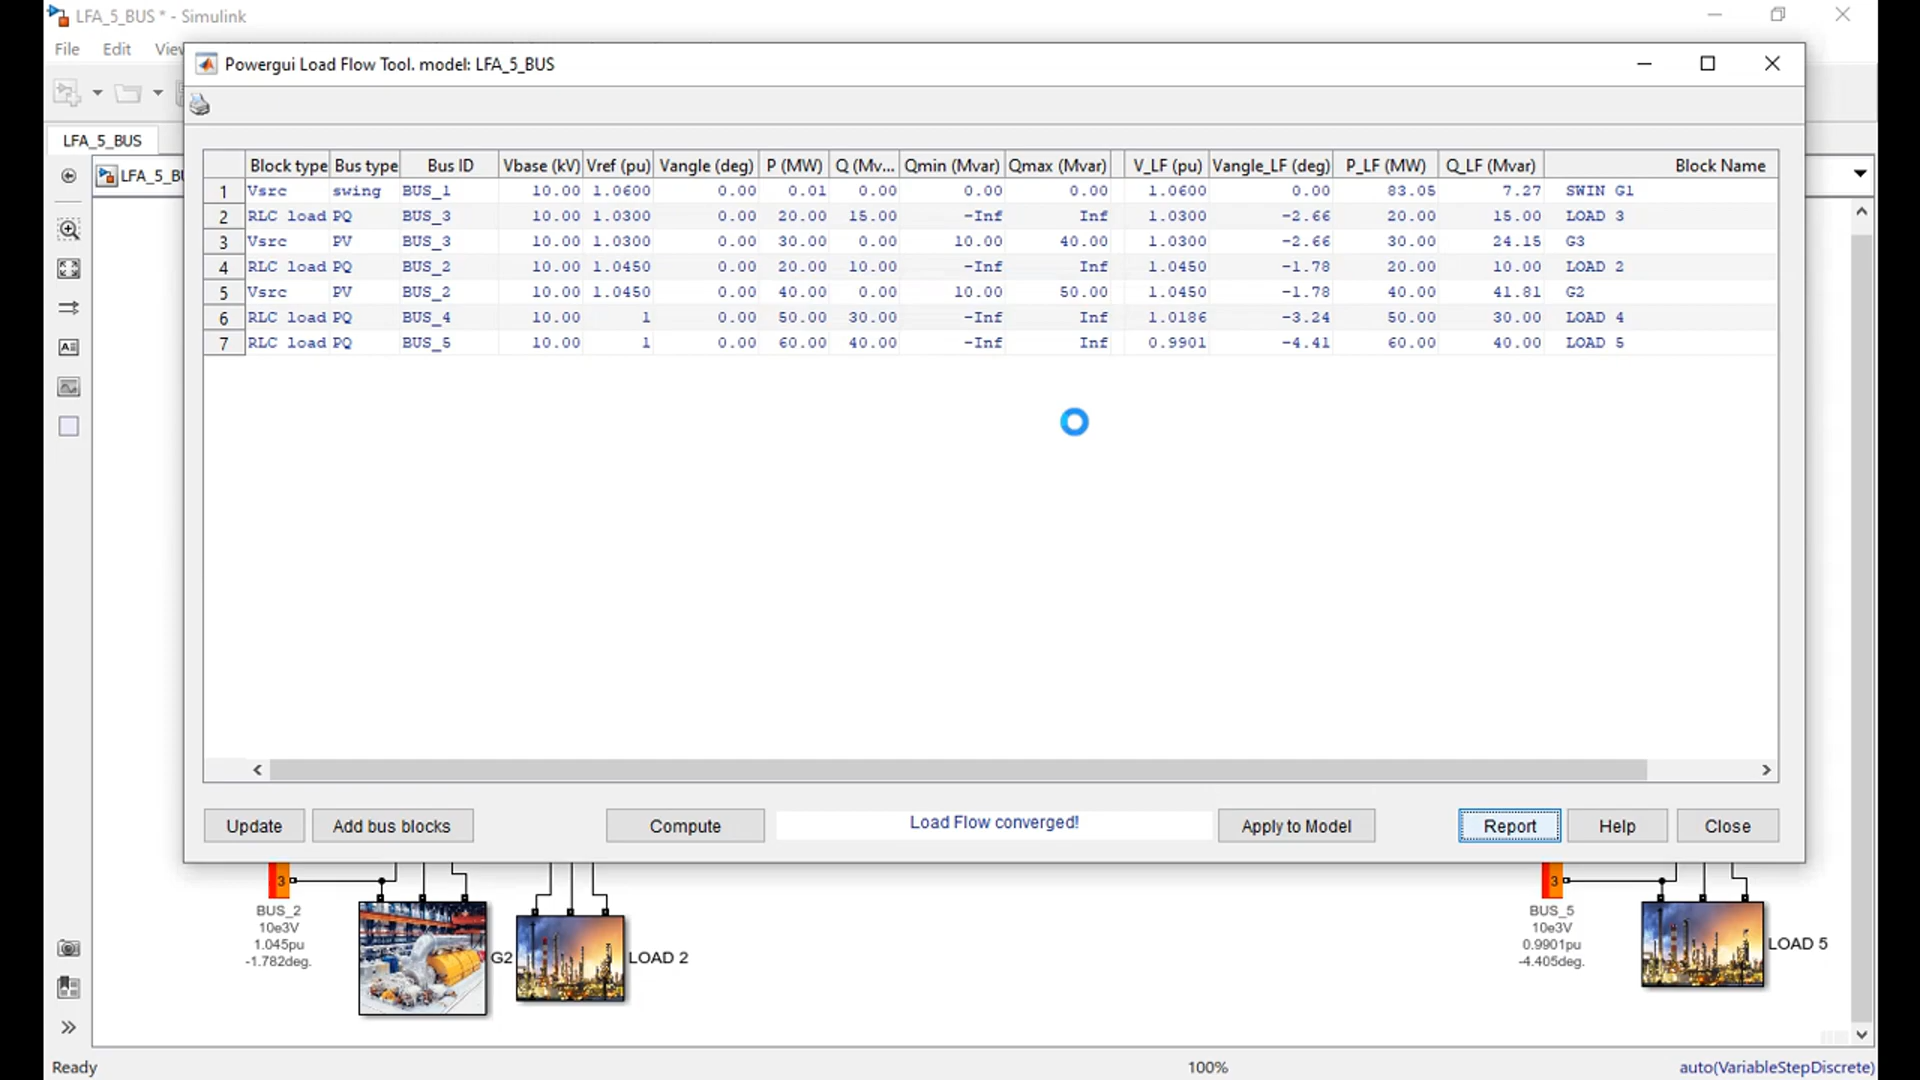 LFA_5_BUS * - Simulink
File Edit View
Powergui Load Flow Tool. model: LFA_5_BUS
LFA_5_BUS
LFA_5_BU
Block type Bus type Bus ID Vbase (kV) Vref (pu) Vangle (deg) P (MW) Q (Mv... Qmin (Mvar) Qmax (Mvar) V_LF (pu) Vangle_LF (deg) P_LF (MW) Q_LF (Mvar) Block Name
1 Vsrc swing BUS_1 10.00 1.0600 0.00 0.01 0.00 0.00 0.00 1.0600 0.00 83.05 7.27 SWIN G1
2 RLC load PQ BUS_3 10.00 1.0300 0.00 20.00 15.00 -Inf Inf 1.0300 -2.66 20.00 15.00 LOAD 3
3 Vsrc PV BUS_3 10.00 1.0300 0.00 30.00 0.00 10.00 40.00 1.0300 -2.66 30.00 24.15 G3
4 RLC load PQ BUS_2 10.00 1.0450 0.00 20.00 10.00 -Inf Inf 1.0450 -1.78 20.00 10.00 LOAD 2
5 Vsrc PV BUS_2 10.00 1.0450 0.00 40.00 0.00 10.00 50.00 1.0450 -1.78 40.00 41.81 G2
6 RLC load PQ BUS_4 10.00 1 0.00 50.00 30.00 -Inf Inf 1.0186 -3.24 50.00 30.00 LOAD 4
7 RLC load PQ BUS_5 10.00 1 0.00 60.00 40.00 -Inf Inf 0.9901 -4.41 60.00 40.00 LOAD 5
Update Add bus blocks Compute Load Flow converged! Apply to Model Report Help Close
3
BUS_2
10e3V
1.045pu
-1.782deg.
G2
LOAD 2
3
BUS_5
10e3V
0.9901pu
-4.405deg.
LOAD 5
Ready 100% auto(VariableStepDiscrete)